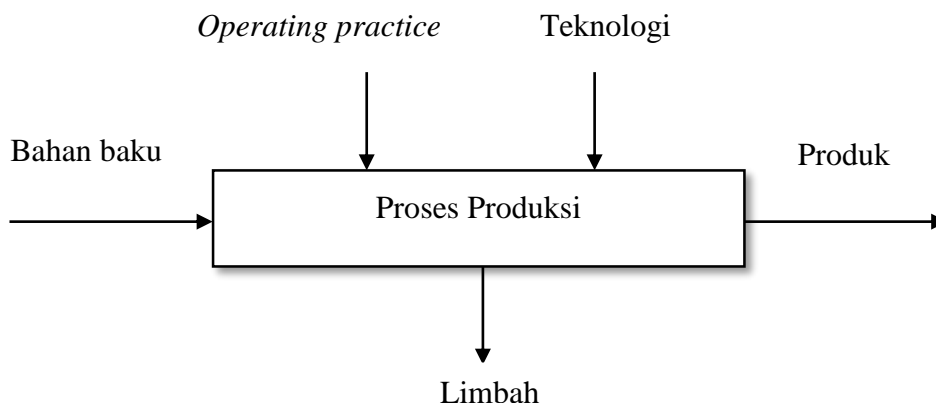 Operating practice
Teknologi
Bahan baku
Produk
Proses Produksi
Limbah